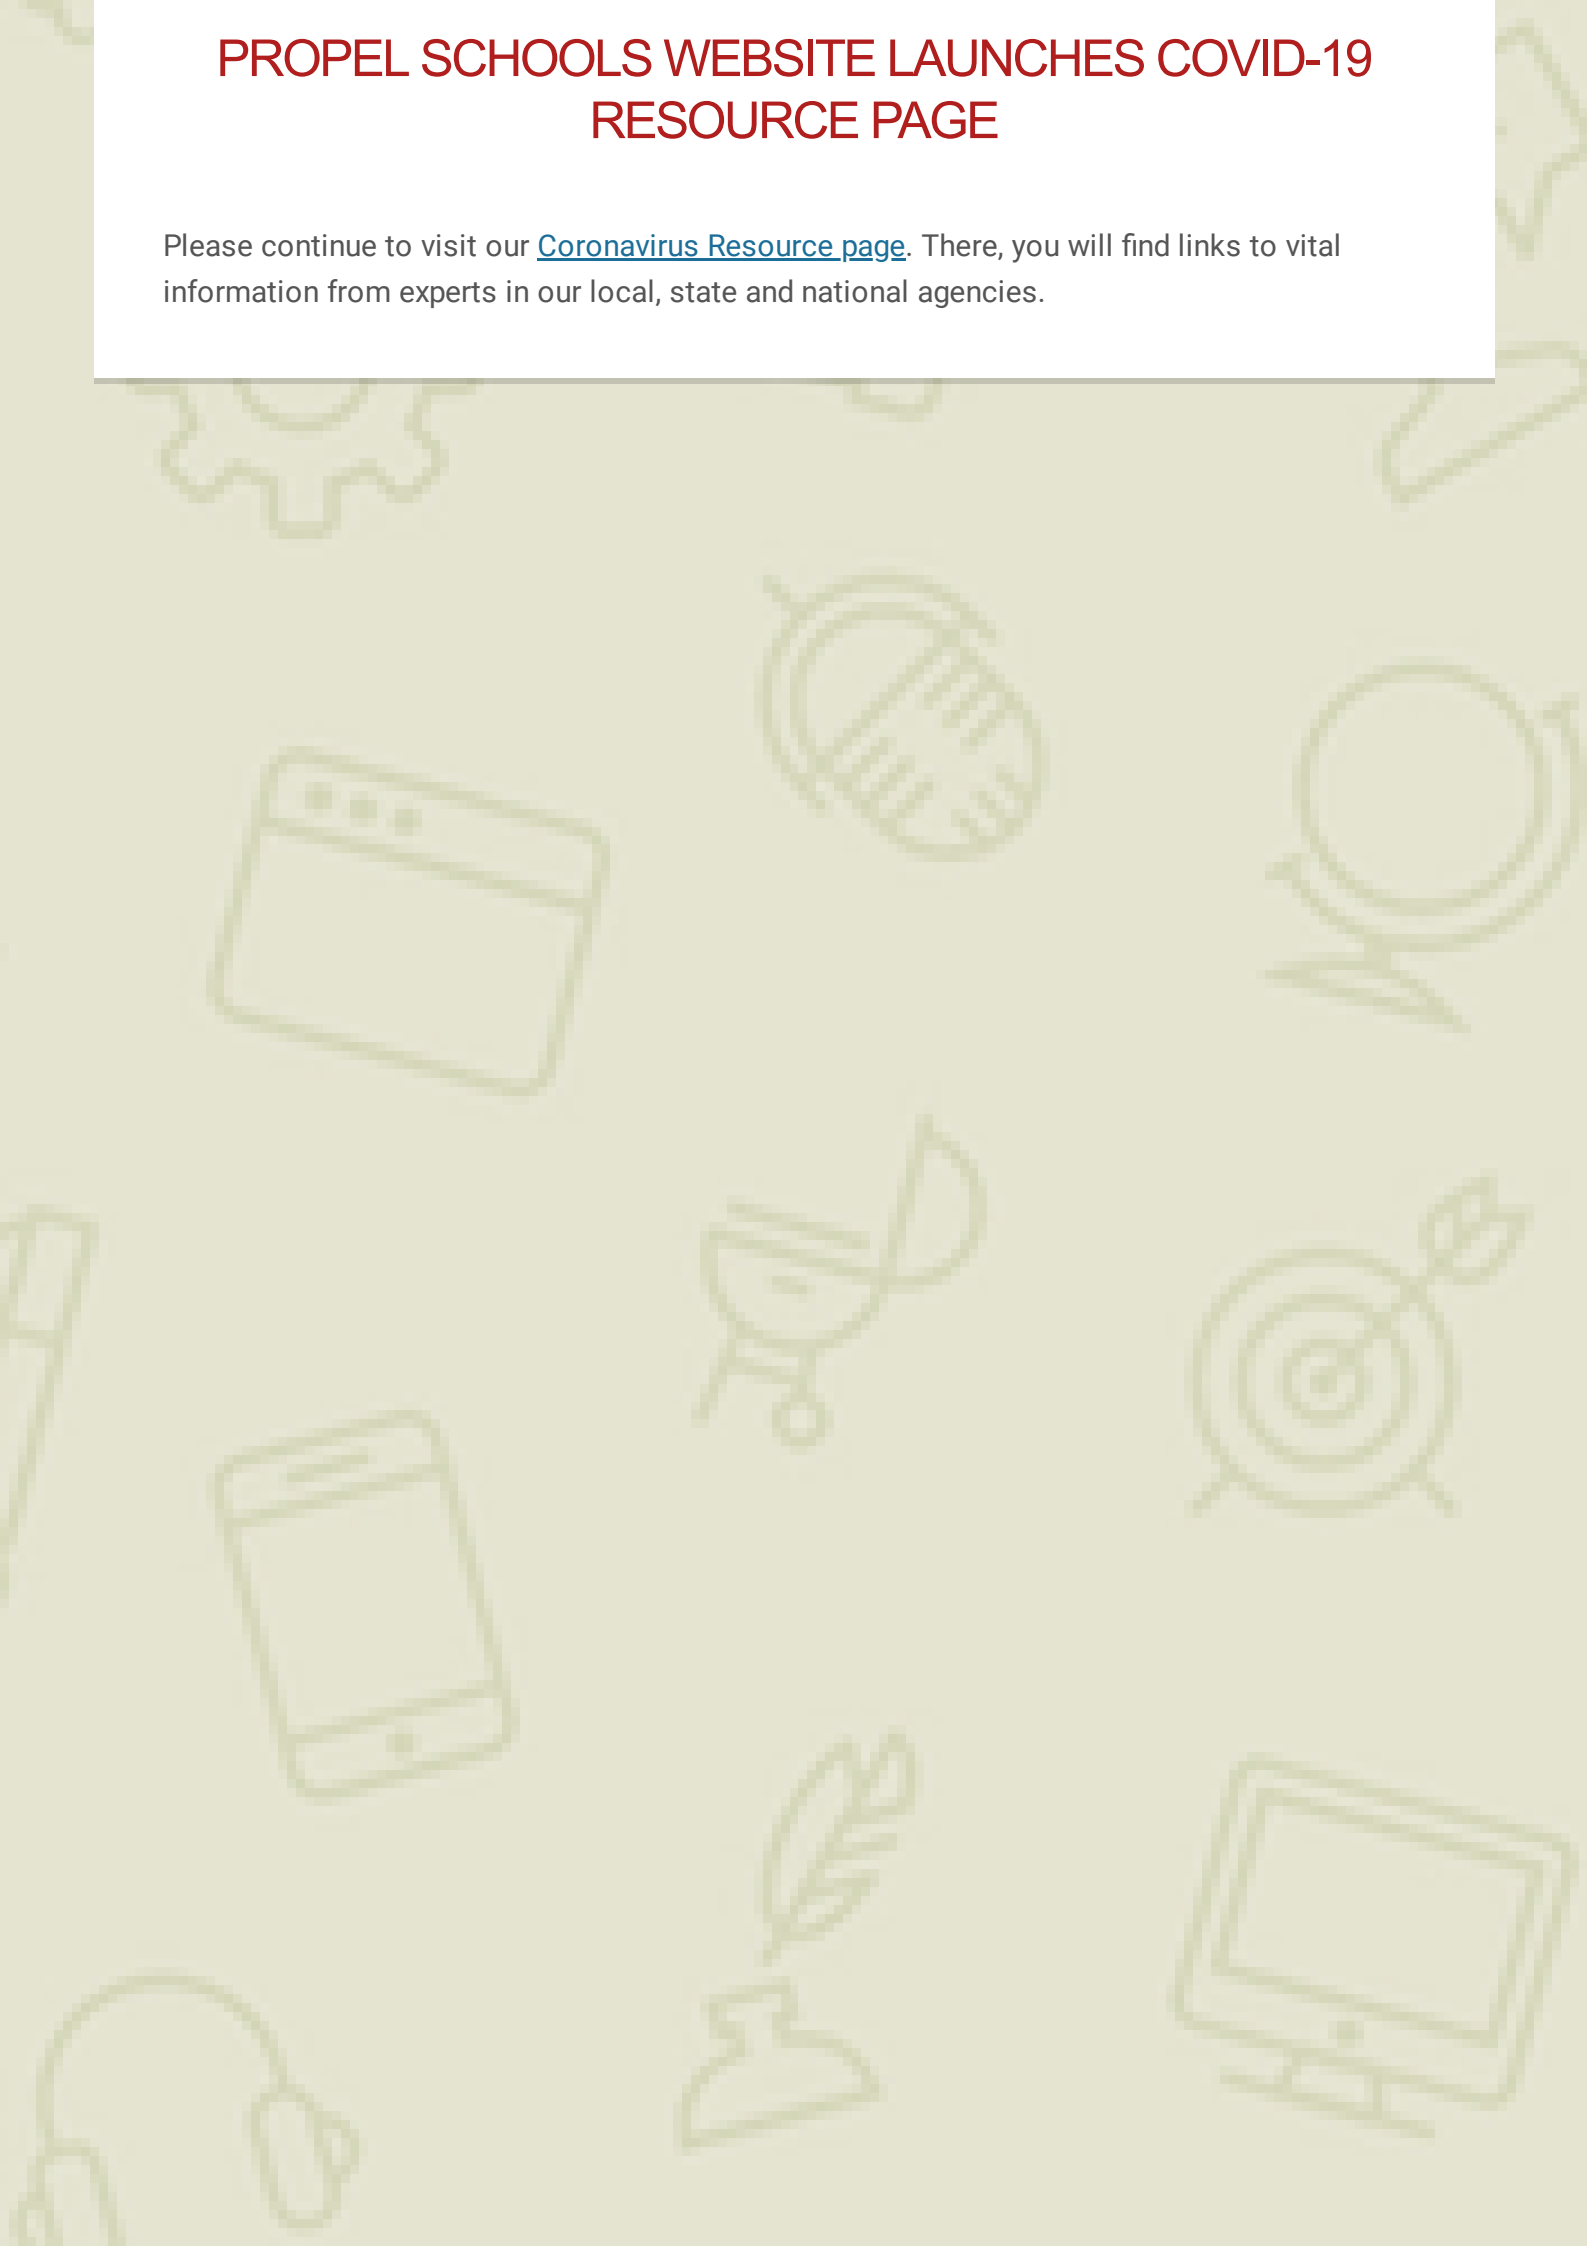 PROPEL SCHOOLS WEBSITE LAUNCHES COVID-19
RESOURCE PAGE
Please continue to visit our Coronavirus Resource page. There, you will find links to vital
information from experts in our local, state and national agencies.